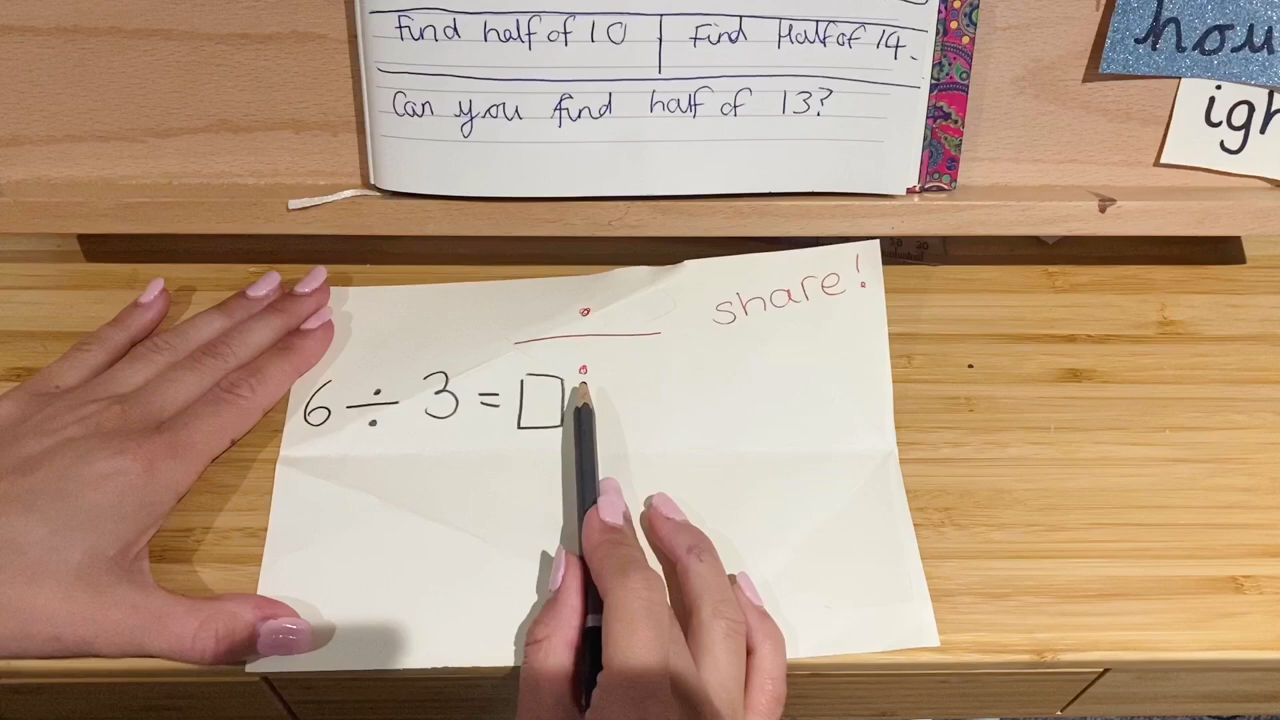 Find half of 10 | Find Half of 14.
Can you find half of 13?
hou
igh
share!
÷
6 ÷ 3 = □